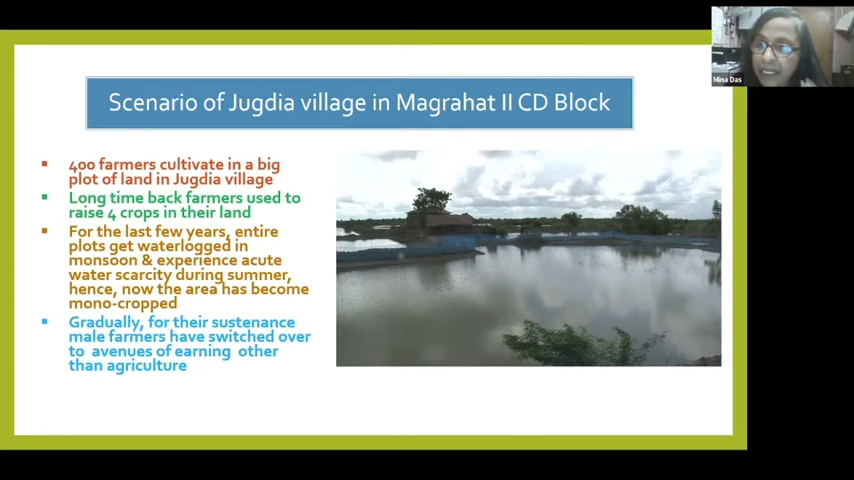 Scenario of Jugdia village in Magrahat II CD Block
400 farmers cultivate in a big
plot of land in Jugdia village
Long time back farmers used to
raise 4 crops in their land
For the last few years, entire
plots get waterlogged in
monsoon & experience acute
water scarcity during summer,
hence, now the area has become
mono-cropped
Gradually, for their sustenance
male farmers have switched over
to avenues of earning other
than agriculture
Mina Das